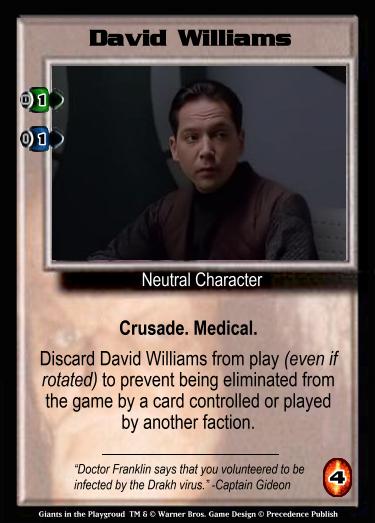 David Williams
D 1
D 1
Neutral Character
Crusade. Medical.
Discard David Williams from play (even if
rotated) to prevent being eliminated from
the game by a card controlled or played
by another faction.
"Doctor Franklin says that you volunteered to be
infected by the Drakh virus." -Captain Gideon
4
Giants in the Playgroud TM & © Warner Bros. Game Design © Precedence Publish